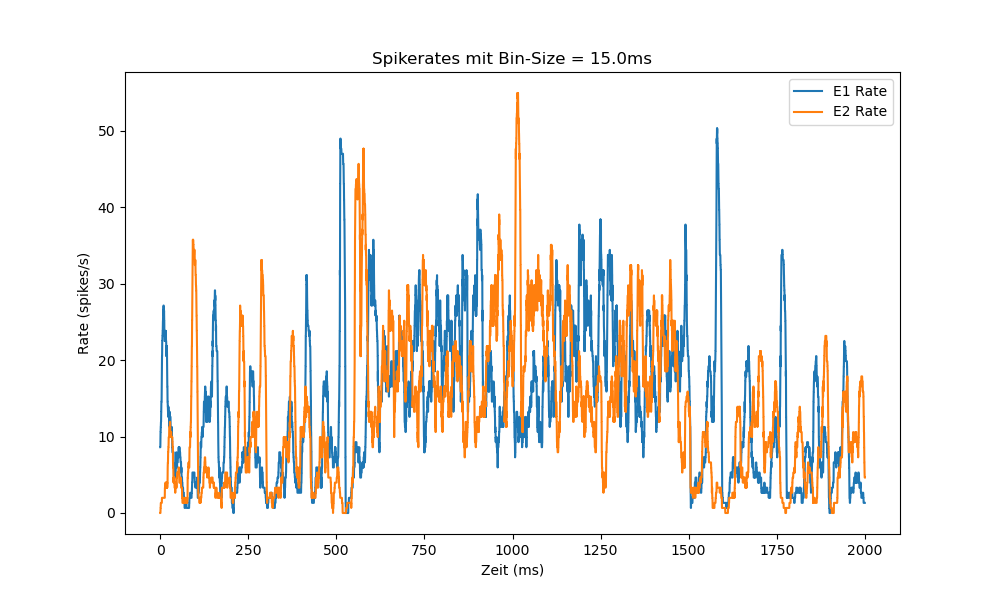 Spikerates mit Bin-Size = 15.0ms
E1 Rate
E2 Rate
Rate (spikes/s)
50
40
30
20
10
0
0 250 500 750 1000 1250 1500 1750 2000
Zeit (ms)